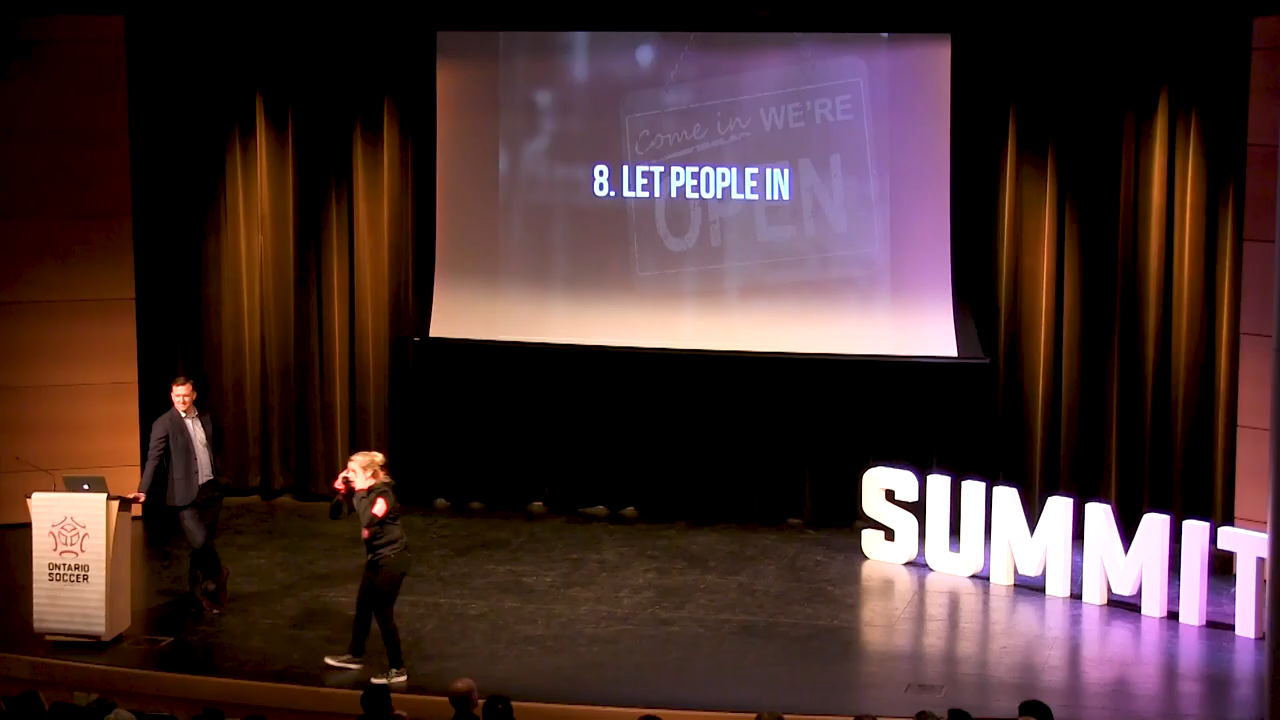 Come in WE'RE
OPEN
8. LET PEOPLE IN
ONTARIO
SOCCER
SUMMIT